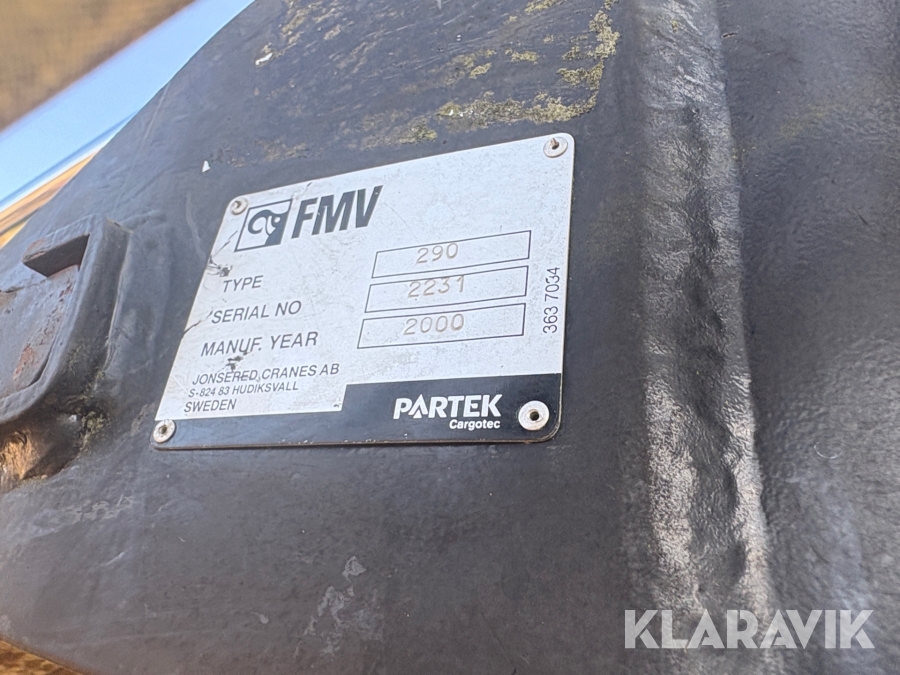 FMV
TYPE 290
SERIAL NO 2231
MANUF. YEAR 2000
JONSERED CRANES AB
S-824 83 HUDIKSVALL
SWEDEN
363 7034
PARTEK
Cargotec
KLARAVIK